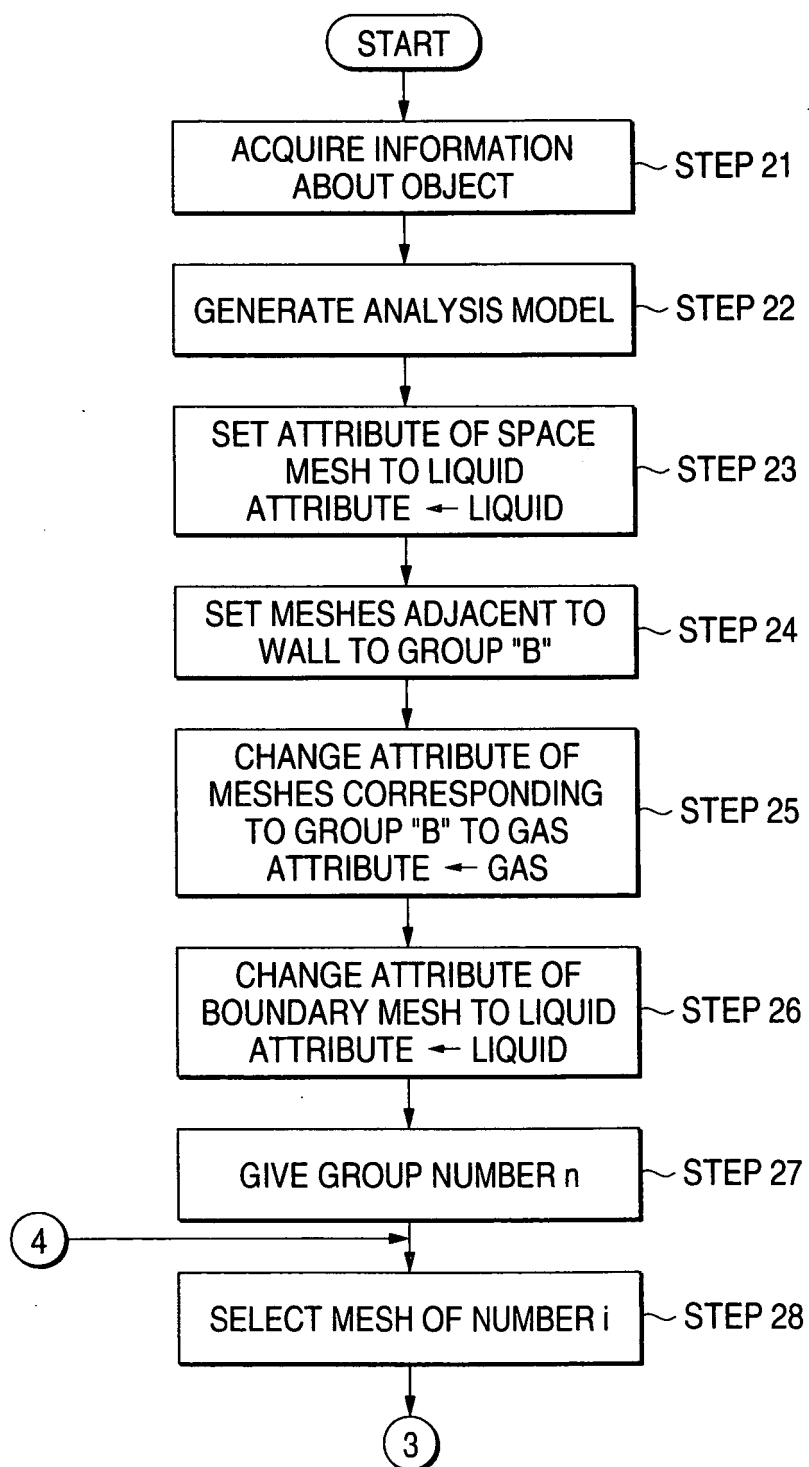 START
ACQUIRE INFORMATION
ABOUT OBJECT
STEP 21
GENERATE ANALYSIS MODEL
STEP 22
SET ATTRIBUTE OF SPACE
MESH TO LIQUID
ATTRIBUTE ← LIQUID
STEP 23
SET MESHES ADJACENT TO
WALL TO GROUP "B"
STEP 24
CHANGE ATTRIBUTE OF
MESHES CORRESPONDING
TO GROUP "B" TO GAS
ATTRIBUTE ← GAS
STEP 25
CHANGE ATTRIBUTE OF
BOUNDARY MESH TO LIQUID
ATTRIBUTE ← LIQUID
STEP 26
GIVE GROUP NUMBER n
STEP 27
4
SELECT MESH OF NUMBER i
STEP 28
3